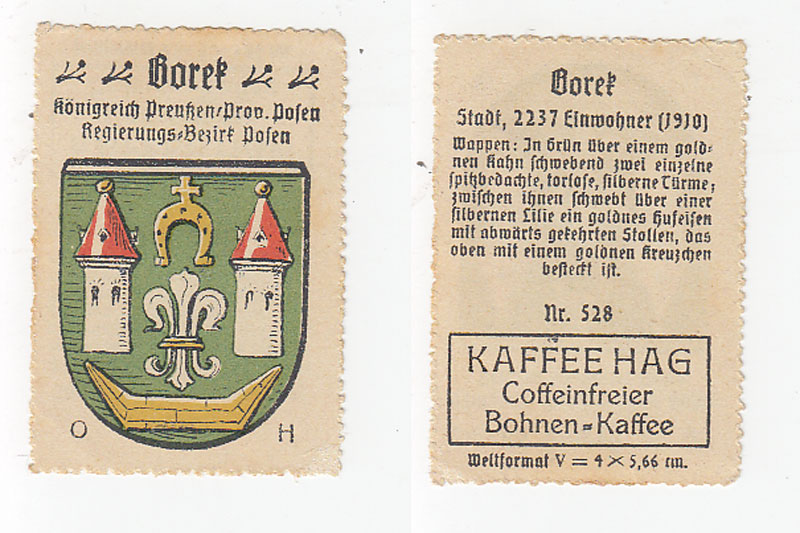 Borek
Königreich Preußen-Prov. Posen
Regierungs-Bezirk Posen
O H
Borek
Stadt, 2237 Einwohner (1910)
Wappen: In Grün über einem gold-
nen Kahn schwebend zwei einzelne
spitzbedachte, torlose, silberne Türme;
zwischen ihnen schwebt über einer
silbernen Lilie ein goldnes Hufeisen
mit abwärts gekehrten Stollen, das
oben mit einem goldnen Kreuzchen
besteckt ist.
Nr. 528
KAFFEE HAG
Coffeinfreier
Bohnen-Kaffee
Weltformat V = 4 × 5,66 cm.